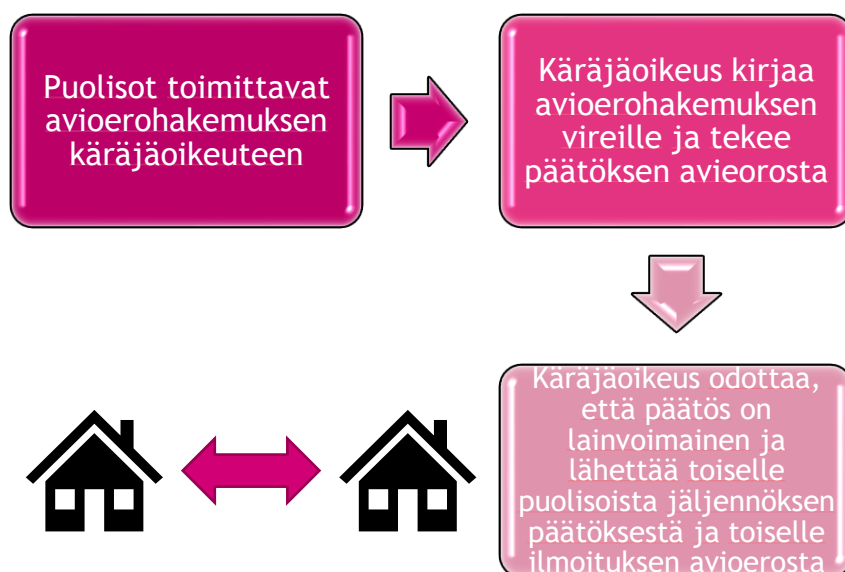 Puolisot toimittavat
avioerohakemuksen
käräjäoikeuteen
Käräjäoikeus kirjaa
avioerohakemuksen
vireille ja tekee
päätöksen avieorosta
Käräjäoikeus odottaa,
että päätös on
lainvoimainen ja
lähettää toiselle
puolisoista jäljennöksen
päätöksestä ja toiselle
ilmoituksen avioerosta